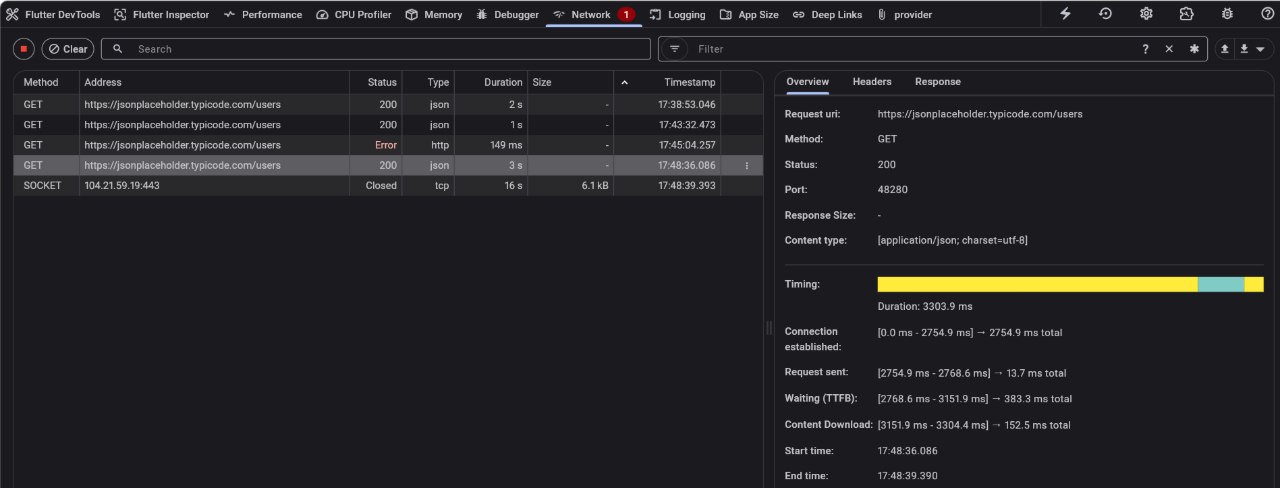 Flutter DevTools Flutter Inspector Performance CPU Profiler Memory Debugger Network 1 Logging App Size Deep Links provider
Clear Search Filter ?
Method Address Status Type Duration Size Timestamp
GET https://jsonplaceholder.typicode.com/users 200 json 2 s - 17:38:53.046
GET https://jsonplaceholder.typicode.com/users 200 json 1 s - 17:43:32.473
GET https://jsonplaceholder.typicode.com/users Error http 149 ms - 17:45:04.257
GET https://jsonplaceholder.typicode.com/users 200 json 3 s - 17:48:36.086
SOCKET 104.21.59.19:443 Closed tcp 16 s 6.1 kB 17:48:39.393
Overview Headers Response
Request uri: https://jsonplaceholder.typicode.com/users
Method: GET
Status: 200
Port: 48280
Response Size: -
Content type: [application/json; charset=utf-8]
Timing:
Duration: 3303.9 ms
Connection established: [0.0 ms - 2754.9 ms] → 2754.9 ms total
Request sent: [2754.9 ms - 2768.6 ms] → 13.7 ms total
Waiting (TTFB): [2768.6 ms - 3151.9 ms] → 383.3 ms total
Content Download: [3151.9 ms - 3304.4 ms] → 152.5 ms total
Start time: 17:48:36.086
End time: 17:48:39.390